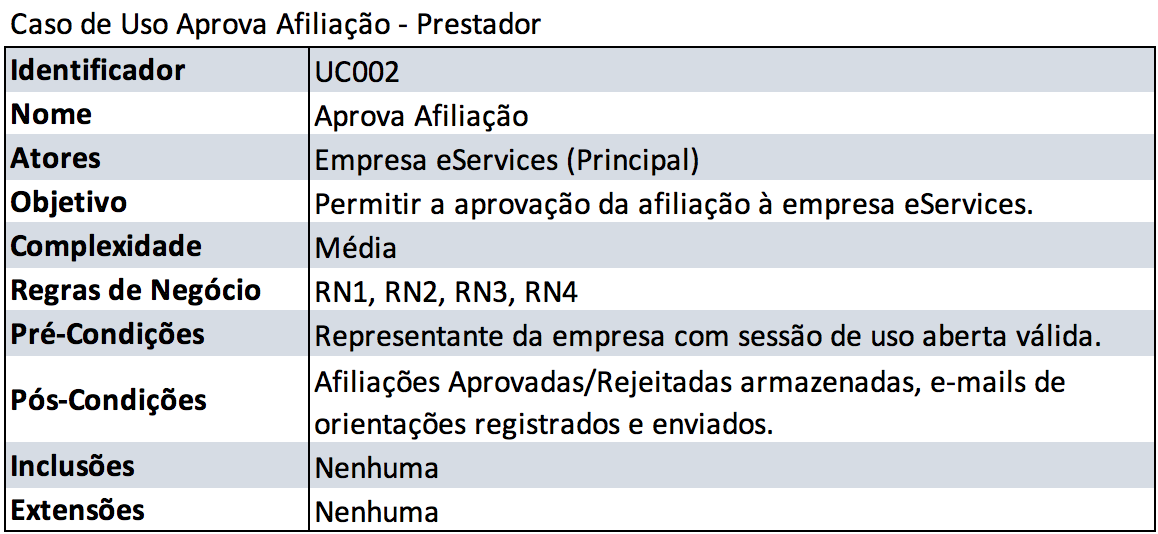 Caso de Uso Aprova Afiliação - Prestador
Identificador UC002
Nome Aprova Afiliação
Atores Empresa eServices (Principal)
Objetivo Permitir a aprovação da afiliação à empresa eServices.
Complexidade Média
Regras de Negócio RN1, RN2, RN3, RN4
Pré-Condições Representante da empresa com sessão de uso aberta válida.
Pós-Condições Afiliações Aprovadas/Rejeitadas armazenadas, e-mails de
orientações registrados e enviados.
Inclusões Nenhuma
Extensões Nenhuma